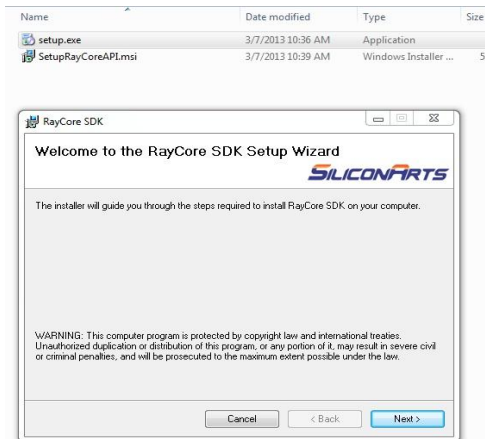 Name Date modified Type Size
setup.exe 3/7/2013 10:36 AM Application
SetupRayCoreAPI.msi 3/7/2013 10:39 AM Windows Installer ... 5
RayCore SDK
Welcome to the RayCore SDK Setup Wizard
SILICONARTS
The installer will guide you through the steps required to install RayCore SDK on your computer.
WARNING: This computer program is protected by copyright law and international treaties.
Unauthorized duplication or distribution of this program, or any portion of it, may result in severe civil
or criminal penalties, and will be prosecuted to the maximum extent possible under the law.
Cancel < Back Next >